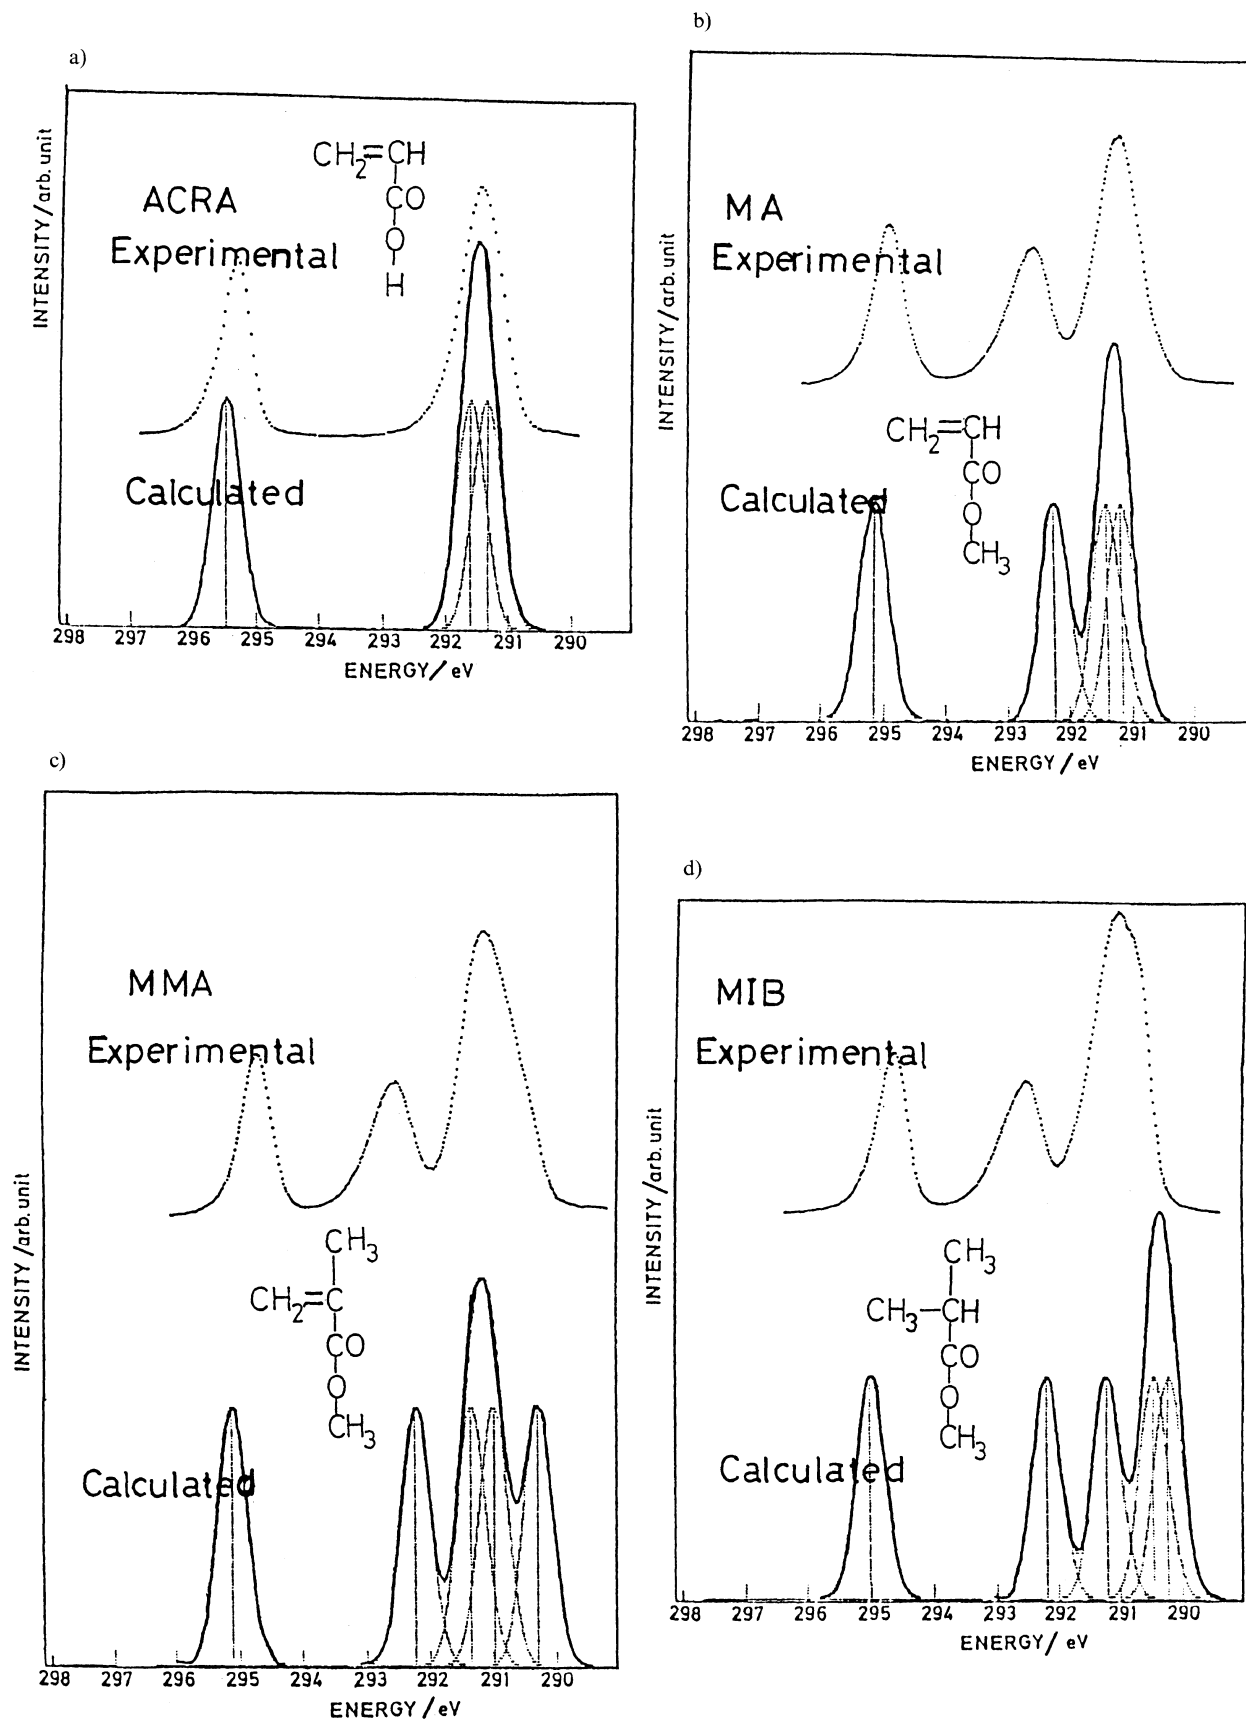 a)
INTENSITY/arb.unit
ACRA
Experimental
CH2=CH
CO
O
H
Calculated
298 297 296 295 294 293 292 291 290
ENERGY/ eV
b)
INTENSITY/arb.unit
MA
Experimental
CH2=CH
CO
O
CH3
Calculated
298 297 296 295 294 293 292 291 290
ENERGY / eV
c)
INTENSITY /arb.unit
MMA
Experimental
CH3
CH2=C
CO
O
CH3
Calculated
298 297 296 295 294 293 292 291 290
ENERGY / eV
d)
INTENSITY /arb.unit
MIB
Experimental
CH3
CH3-CH
CO
O
CH3
Calculated
298 297 296 295 294 293 292 291 290
ENERGY / eV